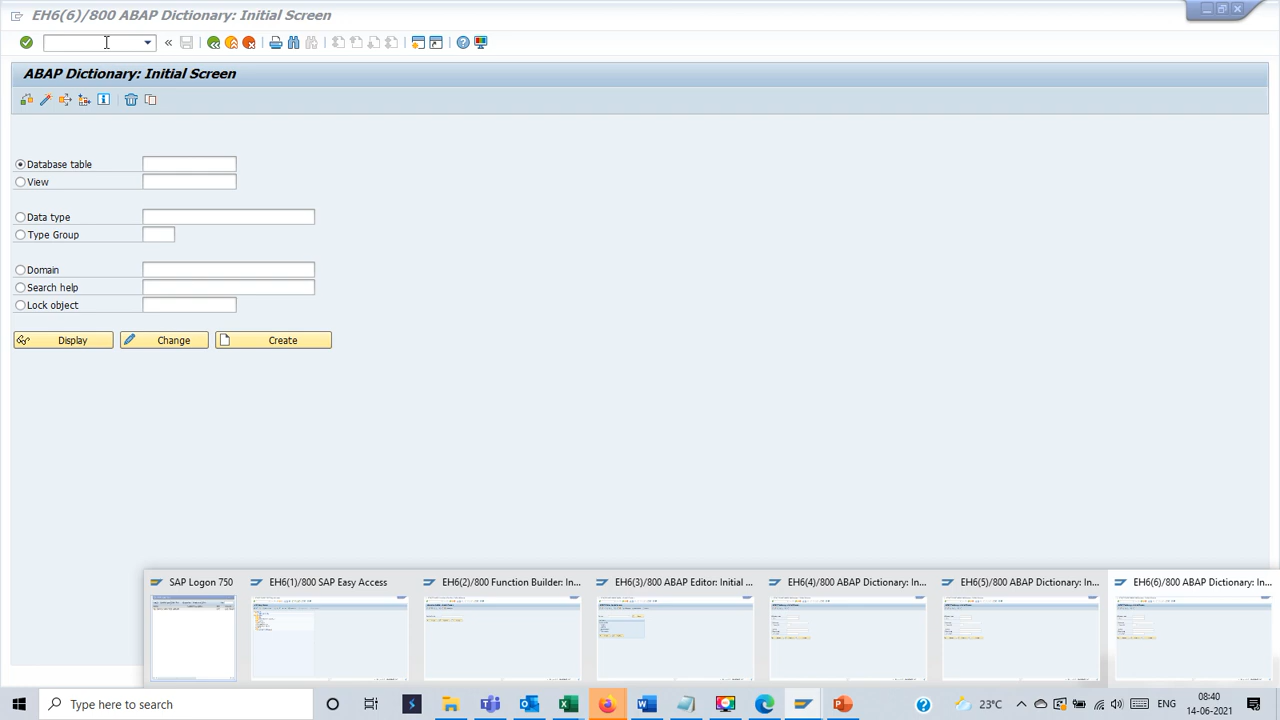 EH6(6)/800 ABAP Dictionary: Initial Screen
ABAP Dictionary: Initial Screen
Database table
View
Data type
Type Group
Domain
Search help
Lock object
Display Change Create
SAP Logon 750 EH6(1)/800 SAP Easy Access EH6(2)/800 Function Builder: In... EH6(3)/800 ABAP Editor: Initial ... EH6(4)/800 ABAP Dictionary: In... EH6(5)/800 ABAP Dictionary: In... EH6(6)/800 ABAP Dictionary: In...
Type here to search 23°C ENG 08:40
14-06-2021